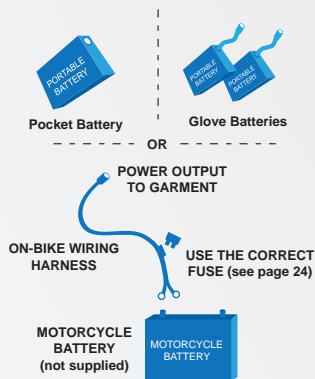 PORTABLE
BATTERY
PORTABLE
BATTERY
PORTABLE
BATTERY
Pocket Battery
Glove Batteries
OR
POWER OUTPUT
TO GARMENT
ON-BIKE WIRING
HARNESS
USE THE CORRECT
FUSE (see page 24)
MOTORCYCLE
BATTERY
(not supplied)
MOTORCYCLE
BATTERY